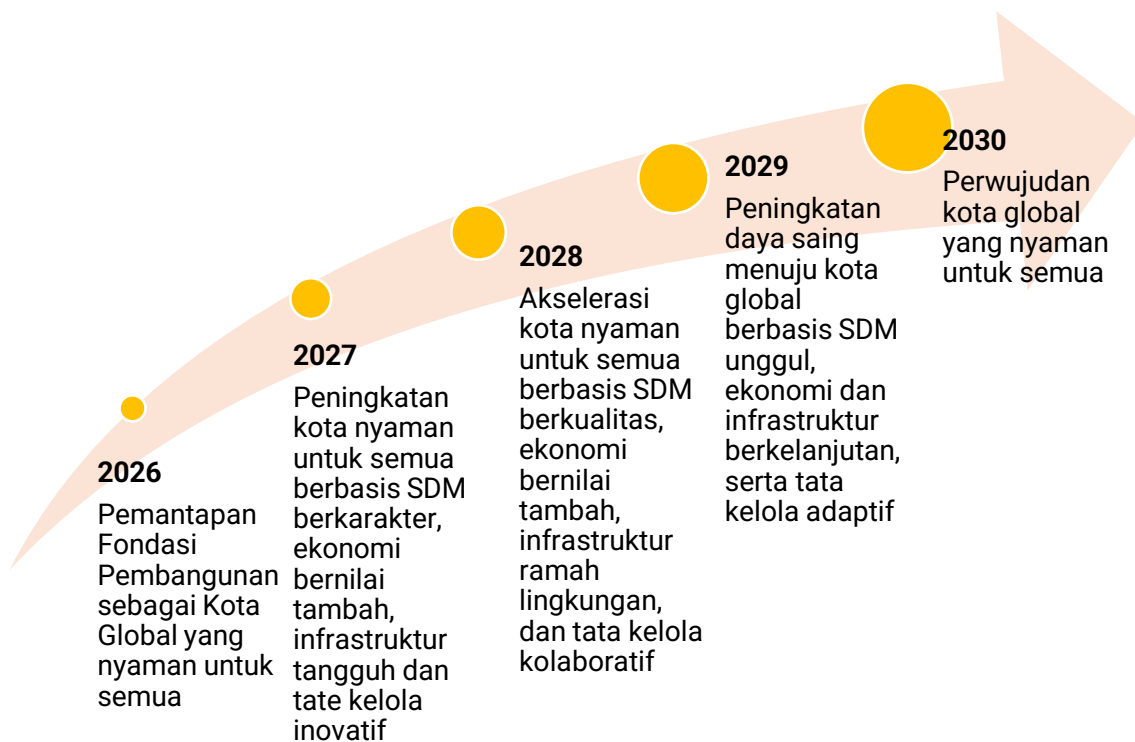 2026
Pemantapan
Fondasi
Pembangunan
sebagai Kota
Global yang
nyaman untuk
semua
2027
Peningkatan
kota nyaman
untuk semua
berbasis SDM
berkarakter,
ekonomi
bernilai
tambah,
infrastruktur
tangguh dan
tate kelola
inovatif
2028
Akselerasi
kota nyaman
untuk semua
berbasis SDM
berkualitas,
ekonomi
bernilai
tambah,
infrastruktur
ramah
lingkungan,
dan tata kelola
kolaboratif
2029
Peningkatan
daya saing
menuju kota
global
berbasis SDM
unggul,
ekonomi dan
infrastruktur
berkelanjutan,
serta tata
kelola adaptif
2030
Perwujudan
kota global
yang nyaman
untuk semua